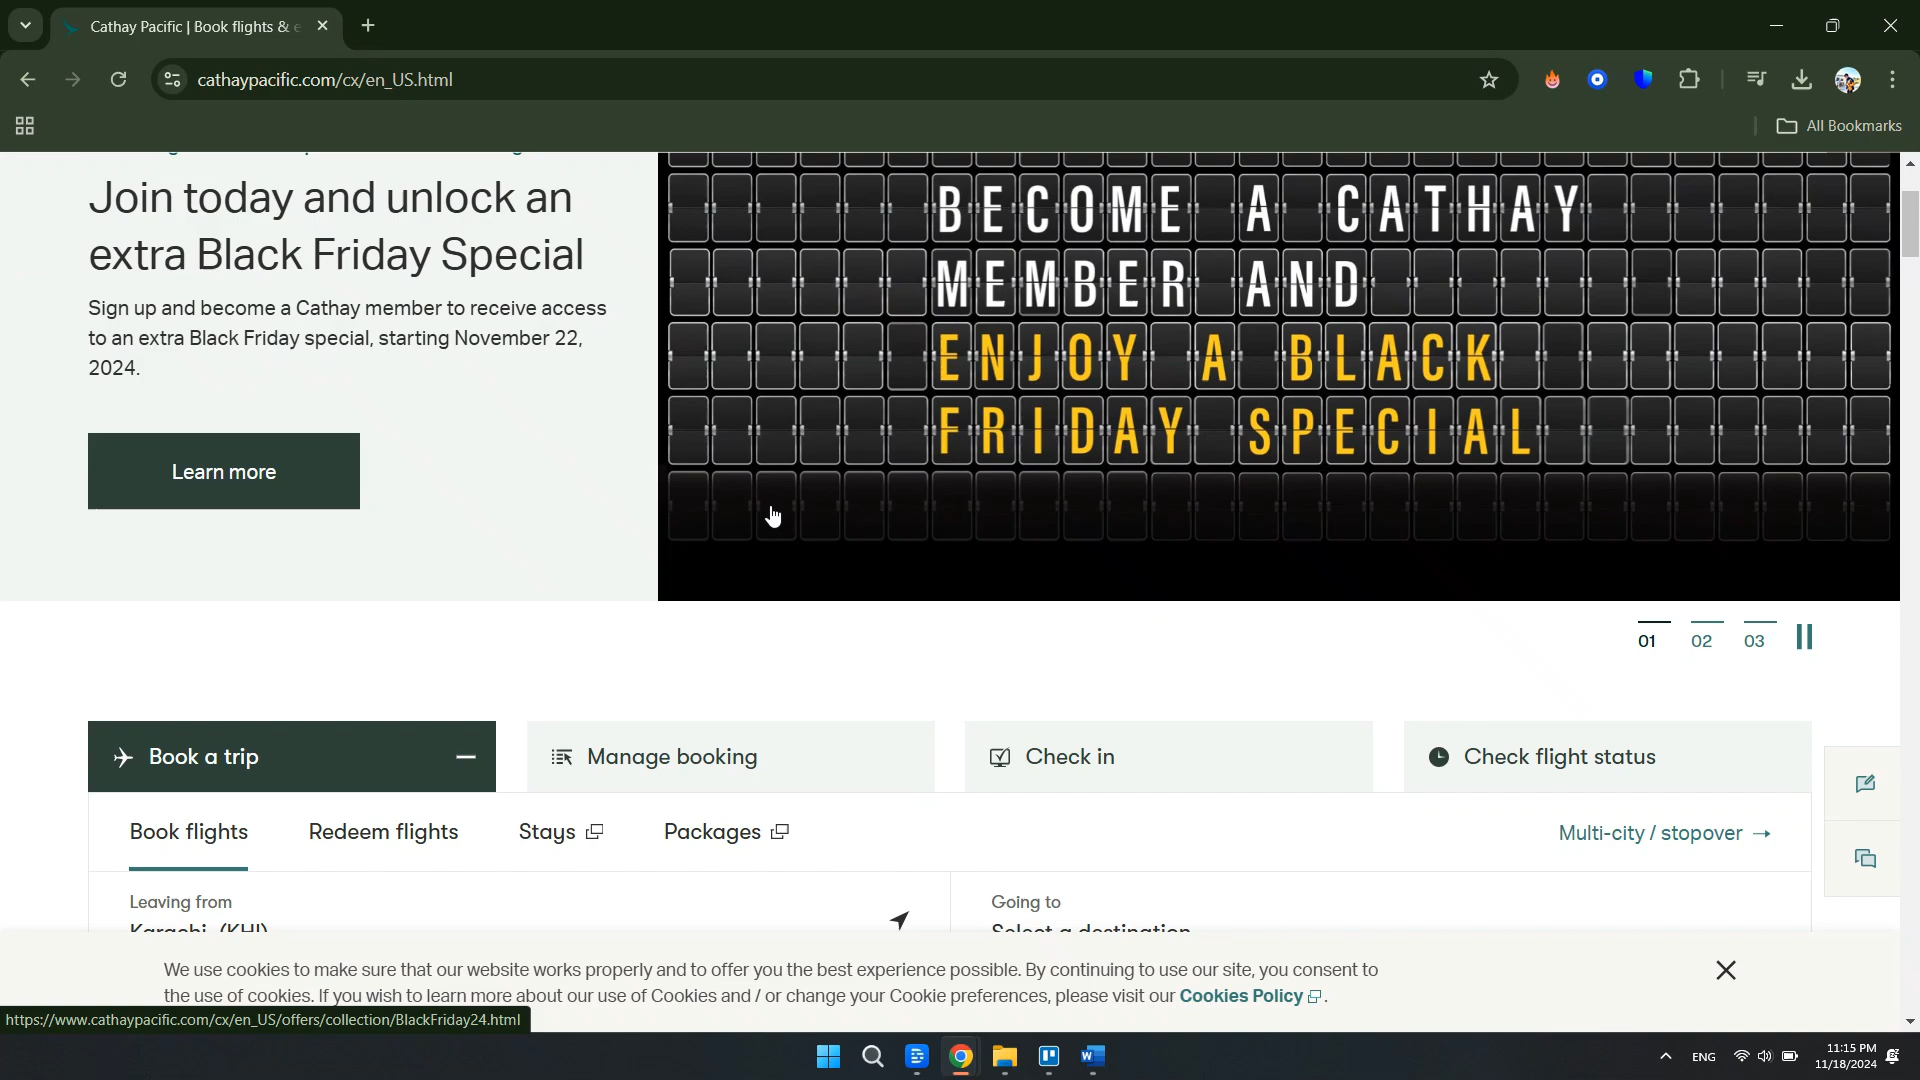 Cathay Pacific | Book flights & e
cathaypacific.com/cx/en_US.html
All Bookmarks
Join today and unlock an
extra Black Friday Special
Sign up and become a Cathay member to receive access
to an extra Black Friday special, starting November 22,
2024.
Learn more
BECOME A CATHAY
MEMBER AND
ENJOY A BLACK
FRIDAY SPECIAL
01 02 03
Book a trip
Manage booking
Check in
Check flight status
Book flights
Redeem flights
Stays
Packages
Multi-city / stopover →
Leaving from
Karachi, (KHI)
Going to
Select a destination
We use cookies to make sure that our website works properly and to offer you the best experience possible. By continuing to use our site, you consent to
the use of cookies. If you wish to learn more about our use of Cookies and / or change your Cookie preferences, please visit our Cookies Policy.
https://www.cathaypacific.com/cx/en_US/offers/collection/BlackFriday24.html
ENG
11:15 PM
11/18/2024